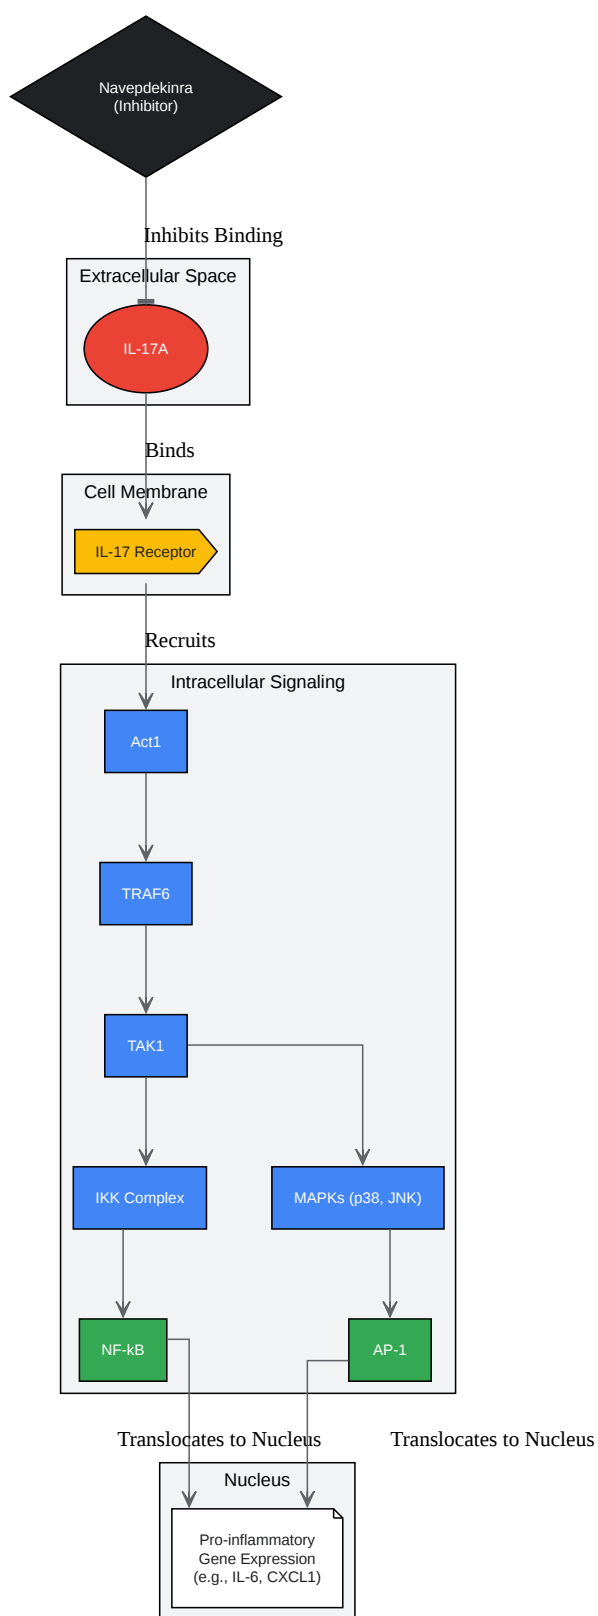 Navepdekinra
(Inhibitor)
Inhibits Binding
Extracellular Space
IL-17A
Binds
Cell Membrane
IL-17 Receptor
Recruits
Intracellular Signaling
Act1
TRAF6
TAK1
IKK Complex
MAPKs (p38, JNK)
NF-kB
AP-1
Translocates to Nucleus
Translocates to Nucleus
Nucleus
Pro-inflammatory
Gene Expression
(e.g., IL-6, CXCL1)